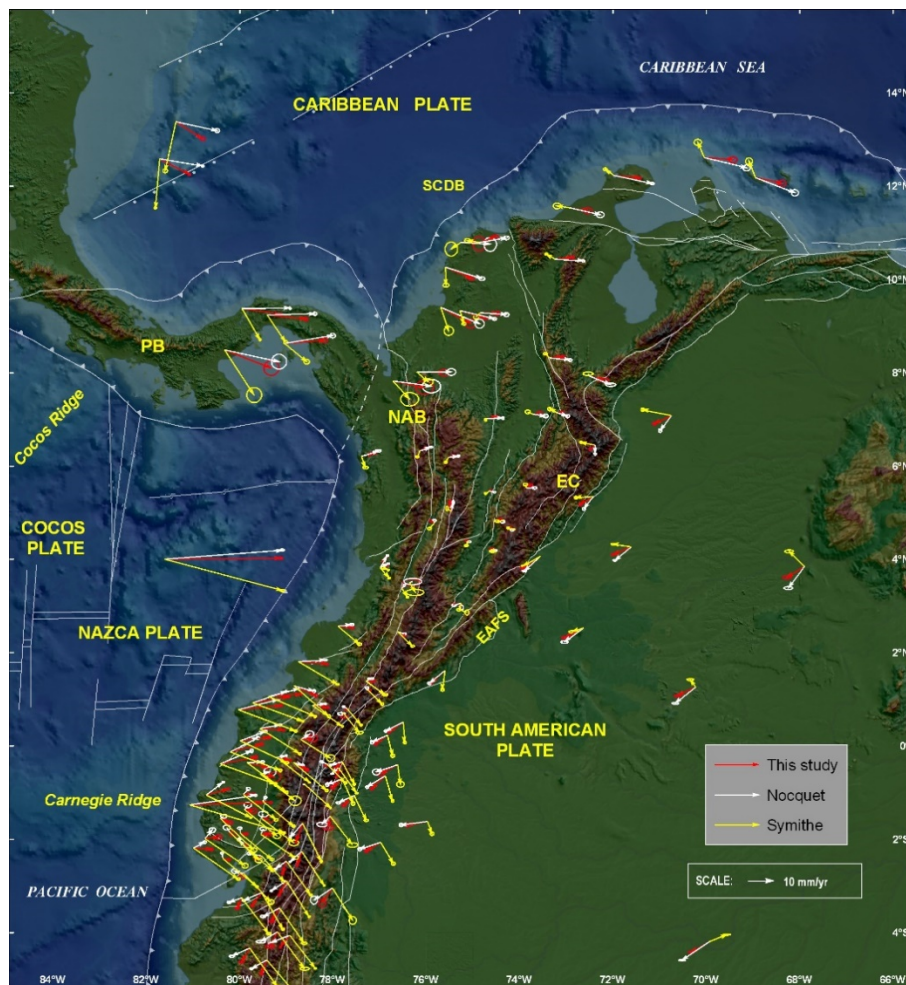 CARIBBEAN SEA
14°N
CARIBBEAN PLATE
12°N
SCDB
10°N
PB
8°N
NAB
Cocos Ridge
6°N
EC
COCOS
PLATE
4°N
NAZCA PLATE
EAFS
2°N
SOUTH AMERICAN
PLATE
0°
This study
Carnegie Ridge
Nocquet
Symithe
2°S
PACIFIC OCEAN
SCALE: 10 mm/yr
4°S
84°W 82°W 80°W 78°W 76°W 74°W 72°W 70°W 68°W 66°W